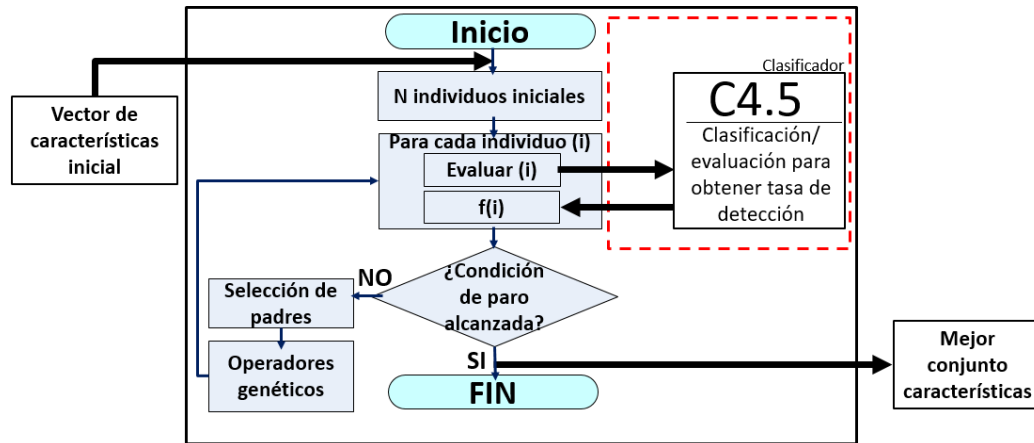 Inicio
Vector de
características
inicial
N individuos iniciales
Para cada individuo (i)
Evaluar (i)
f(i)
Clasificador
C4.5
Clasificación/
evaluación para
obtener tasa de
detección
¿Condición
de paro
alcanzada?
NO
Selección de
padres
Operadores
genéticos
SI
FIN
Mejor
conjunto
características